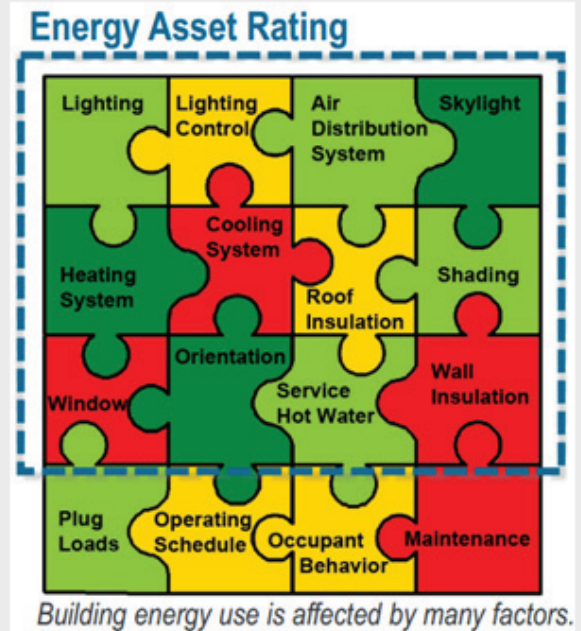 Energy Asset Rating
Lighting
Lighting
Control
Air
Distribution
System
Skylight
Heating
System
Cooling
System
Roof
Insulation
Shading
Window
Orientation
Service
Hot Water
Wall
Insulation
Plug
Loads
Operating
Schedule
Occupant
Behavior
Maintenance
Building energy use is affected by many factors.